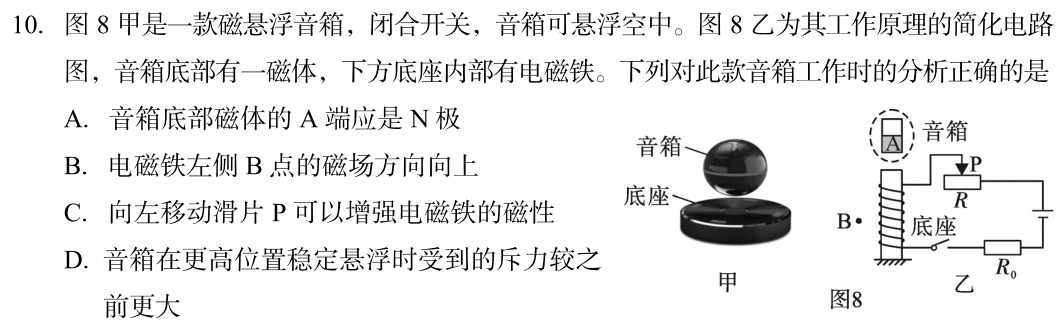 10. 图 8 甲是一款磁悬浮音箱，闭合开关，音箱可悬浮空中。图 8 乙为其工作原理的简化电路
图，音箱底部有一磁体，下方底座内部有电磁铁。下列对此款音箱工作时的分析正确的是
A. 音箱底部磁体的 A 端应是 N 极
B. 电磁铁左侧 B 点的磁场方向向上
C. 向左移动滑片 P 可以增强电磁铁的磁性
D. 音箱在更高位置稳定悬浮时受到的斥力较之
前更大
音箱
底座
甲
A
音箱
P
R
B
底座
R₀
乙
图8